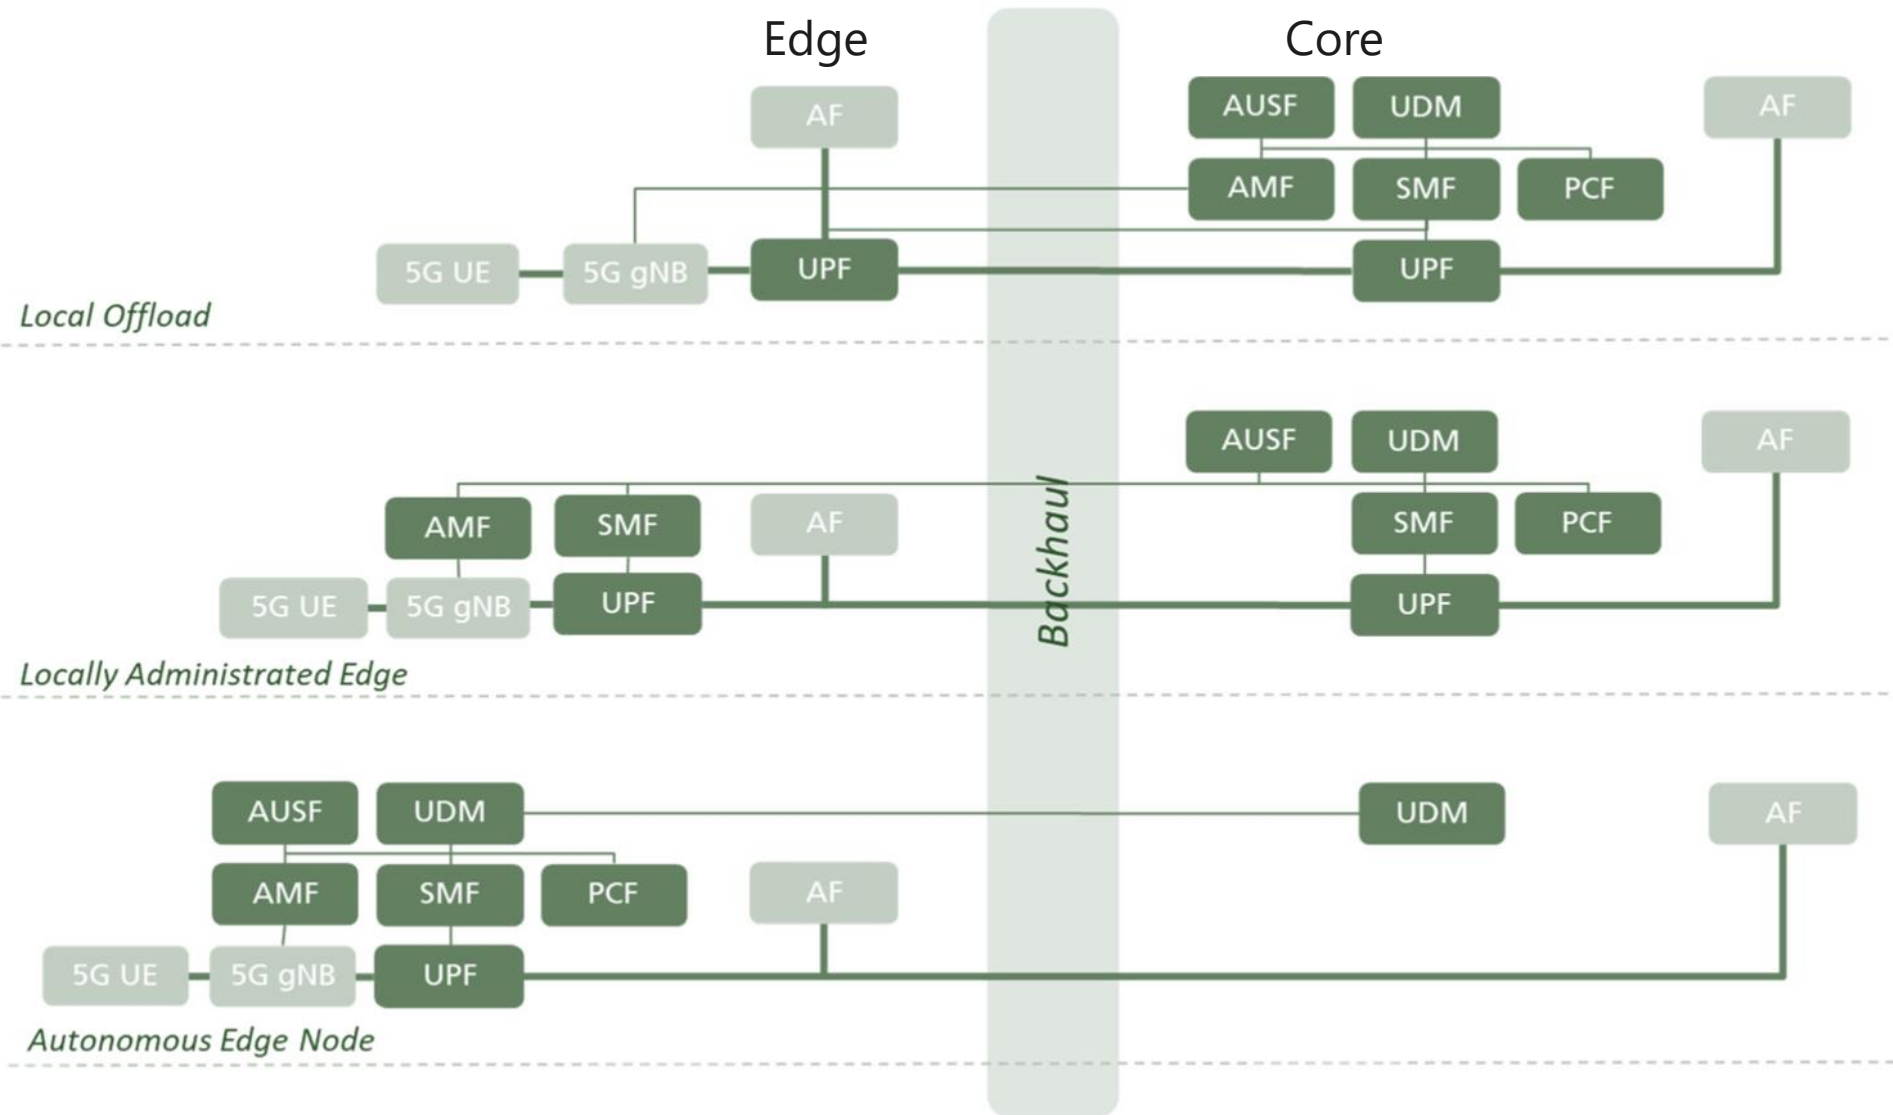 Edge
Core
AF
AUSF
UDM
AF
AMF
SMF
PCF
5G UE
5G gNB
UPF
UPF
Local Offload
AUSF
UDM
AF
AMF
SMF
AF
SMF
PCF
Backhaul
5G UE
5G gNB
UPF
UPF
Locally Administrated Edge
AUSF
UDM
UDM
AF
AMF
SMF
PCF
AF
5G UE
5G gNB
UPF
Autonomous Edge Node